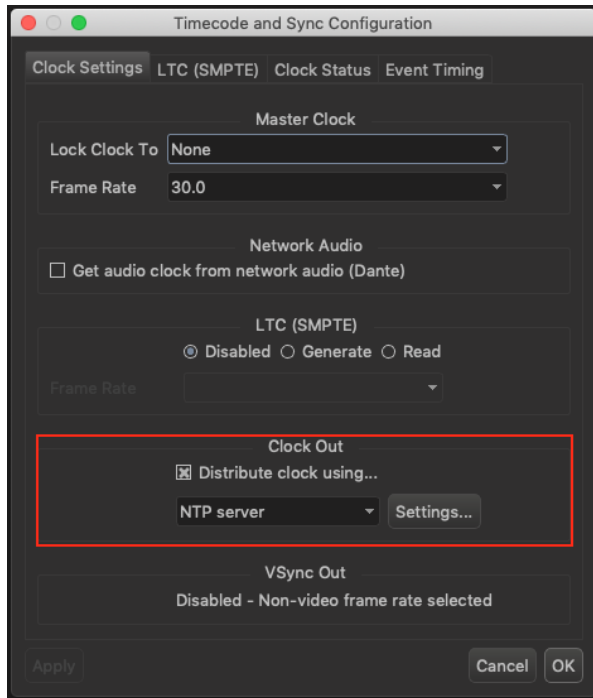 Timecode and Sync Configuration
Clock Settings LTC (SMPTE) Clock Status Event Timing
Master Clock
Lock Clock To None
Frame Rate 30.0
Network Audio
Get audio clock from network audio (Dante)
LTC (SMPTE)
Disabled Generate Read
Frame Rate
Clock Out
Distribute clock using...
NTP server Settings...
VSync Out
Disabled - Non-video frame rate selected
Apply Cancel OK